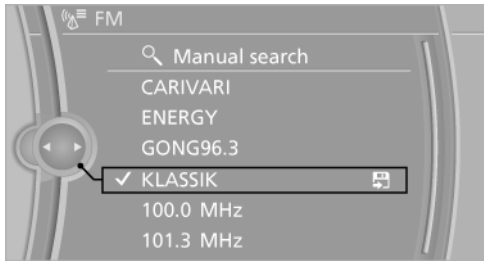 FM
Manual search
CARIVARI
ENERGY
GONG96.3
KLASSIK
100.0 MHz
101.3 MHz